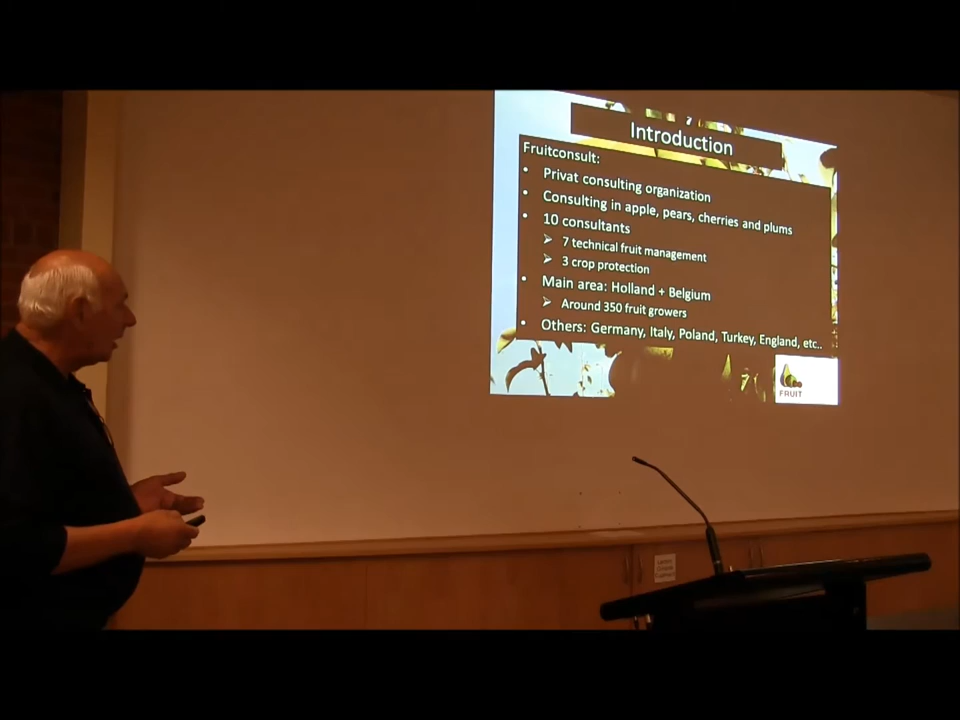 Introduction
Fruitconsult:
• Privat consulting organization
• Consulting in apple, pears, cherries and plums
• 10 consultants
➢ 7 technical fruit management
➢ 3 crop protection
• Main area: Holland + Belgium
➢ Around 350 fruit growers
• Others: Germany, Italy, Poland, Turkey, England, etc..
FRUIT